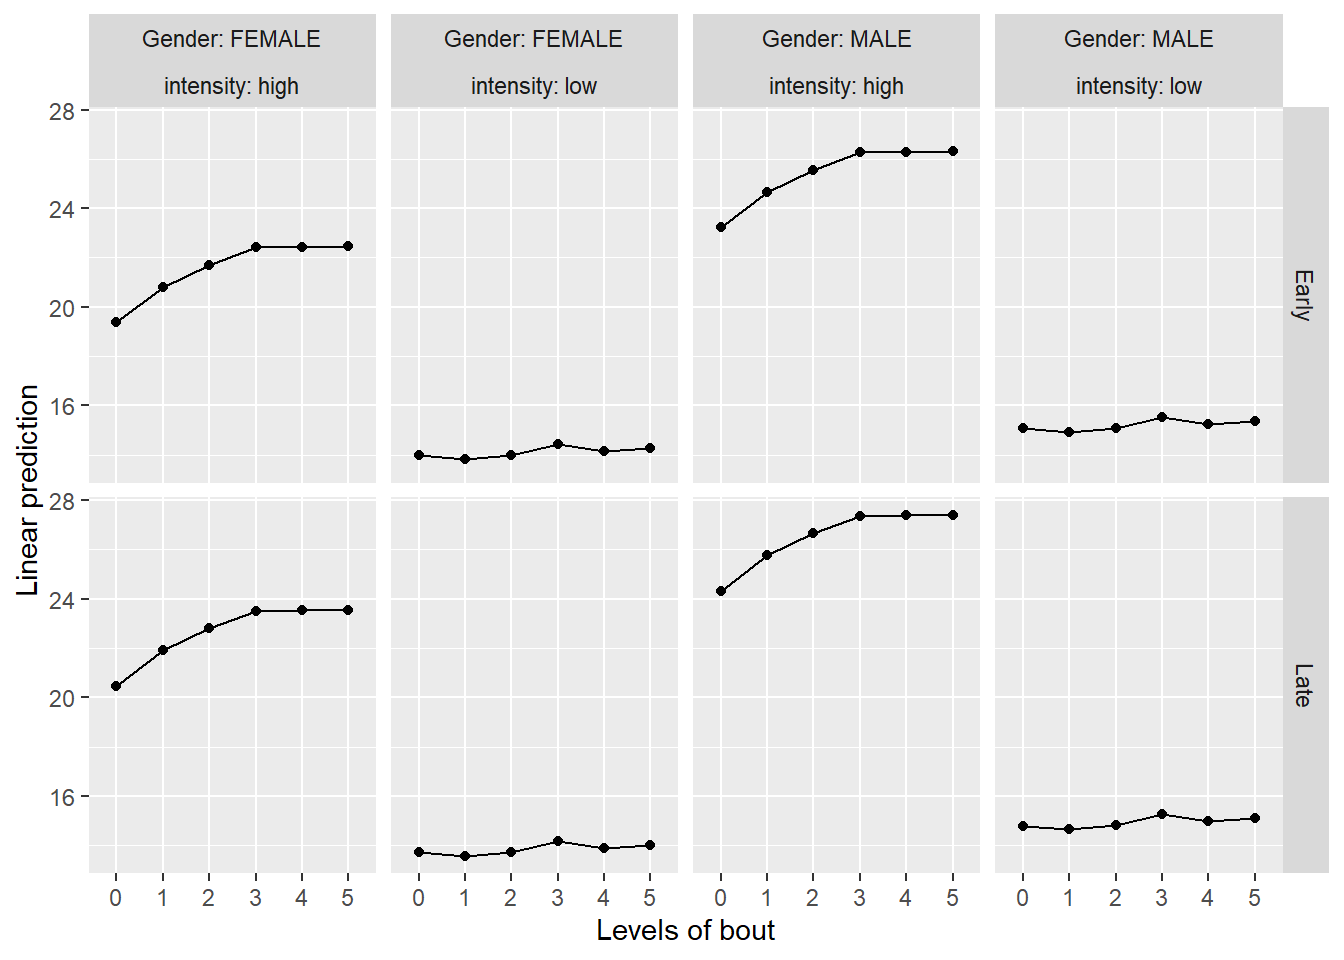 Gender: FEMALE
intensity: high
Gender: FEMALE
intensity: low
Gender: MALE
intensity: high
Gender: MALE
intensity: low
28
24
20
16
Early
28
24
20
16
Late
Linear prediction
0 1 2 3 4 5
0 1 2 3 4 5
0 1 2 3 4 5
0 1 2 3 4 5
Levels of bout